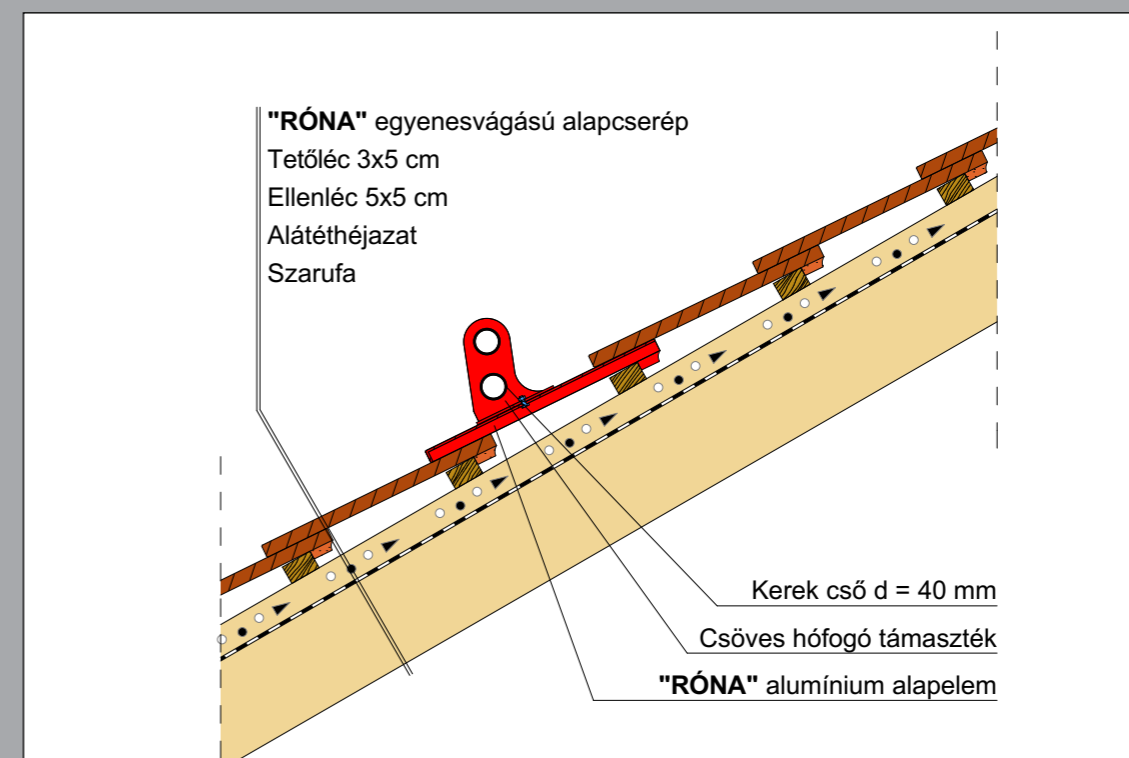 "RÓNA" egyenesvágású alapcserép
Tetőléc 3x5 cm
Ellenléc 5x5 cm
Alátéthéjazat
Szarufa
Kerek cső d = 40 mm
Csöves hófogó támaszték
"RÓNA" alumínium alapelem